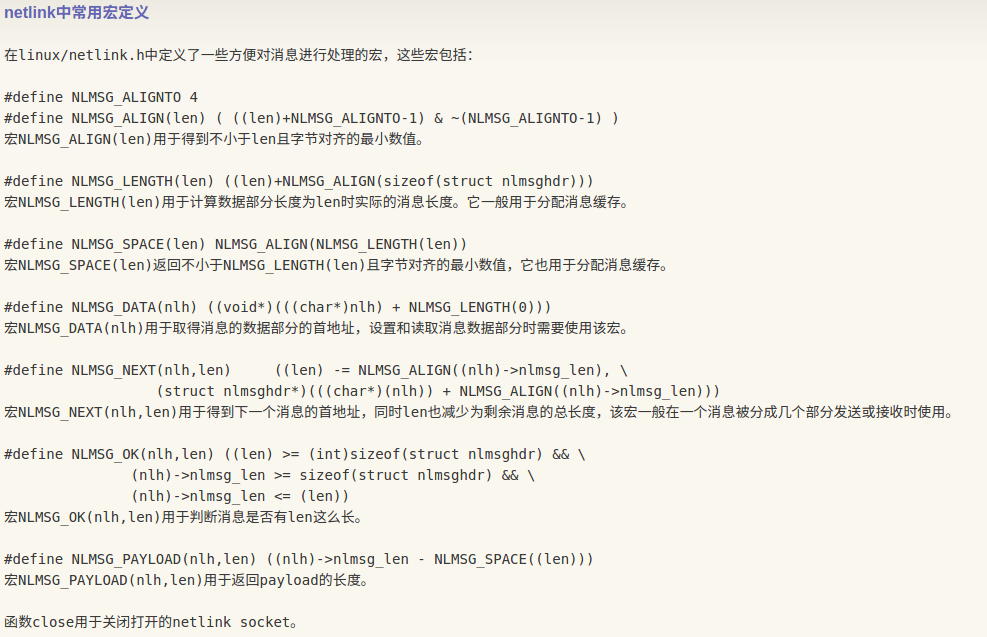 netlink中常用宏定义
在linux/netlink.h中定义了一些方便对消息进行处理的宏，这些宏包括：
#define NLMSG_ALIGNTO 4
#define NLMSG_ALIGN(len) ( ((len)+NLMSG_ALIGNTO-1) & ~(NLMSG_ALIGNTO-1) )
宏NLMSG_ALIGN(len)用于得到不小于len且字节对齐的最小数值。
#define NLMSG_LENGTH(len) ((len)+NLMSG_ALIGN(sizeof(struct nlmsghdr)))
宏NLMSG_LENGTH(len)用于计算数据部分长度为len时实际的消息长度。它一般用于分配消息缓存。
#define NLMSG_SPACE(len) NLMSG_ALIGN(NLMSG_LENGTH(len))
宏NLMSG_SPACE(len)返回不小于NLMSG_LENGTH(len)且字节对齐的最小数值，它也用于分配消息缓存。
#define NLMSG_DATA(nlh) ((void*)(((char*)nlh) + NLMSG_LENGTH(0)))
宏NLMSG_DATA(nlh)用于取得消息的数据部分的首地址，设置和读取消息数据部分时需要使用该宏。
#define NLMSG_NEXT(nlh,len)     ((len) -= NLMSG_ALIGN((nlh)->nlmsg_len), \
(struct nlmsghdr*)(((char*)(nlh)) + NLMSG_ALIGN((nlh)->nlmsg_len)))
宏NLMSG_NEXT(nlh,len)用于得到下一个消息的首地址，同时len也减少为剩余消息的总长度，该宏一般在一个消息被分成几个部分发送或接收时使用。
#define NLMSG_OK(nlh,len) ((len) >= (int)sizeof(struct nlmsghdr) && \
(nlh)->nlmsg_len >= sizeof(struct nlmsghdr) && \
(nlh)->nlmsg_len <= (len))
宏NLMSG_OK(nlh,len)用于判断消息是否有len这么长。
#define NLMSG_PAYLOAD(nlh,len) ((nlh)->nlmsg_len - NLMSG_SPACE((len)))
宏NLMSG_PAYLOAD(nlh,len)用于返回payload的长度。
函数close用于关闭打开的netlink socket。